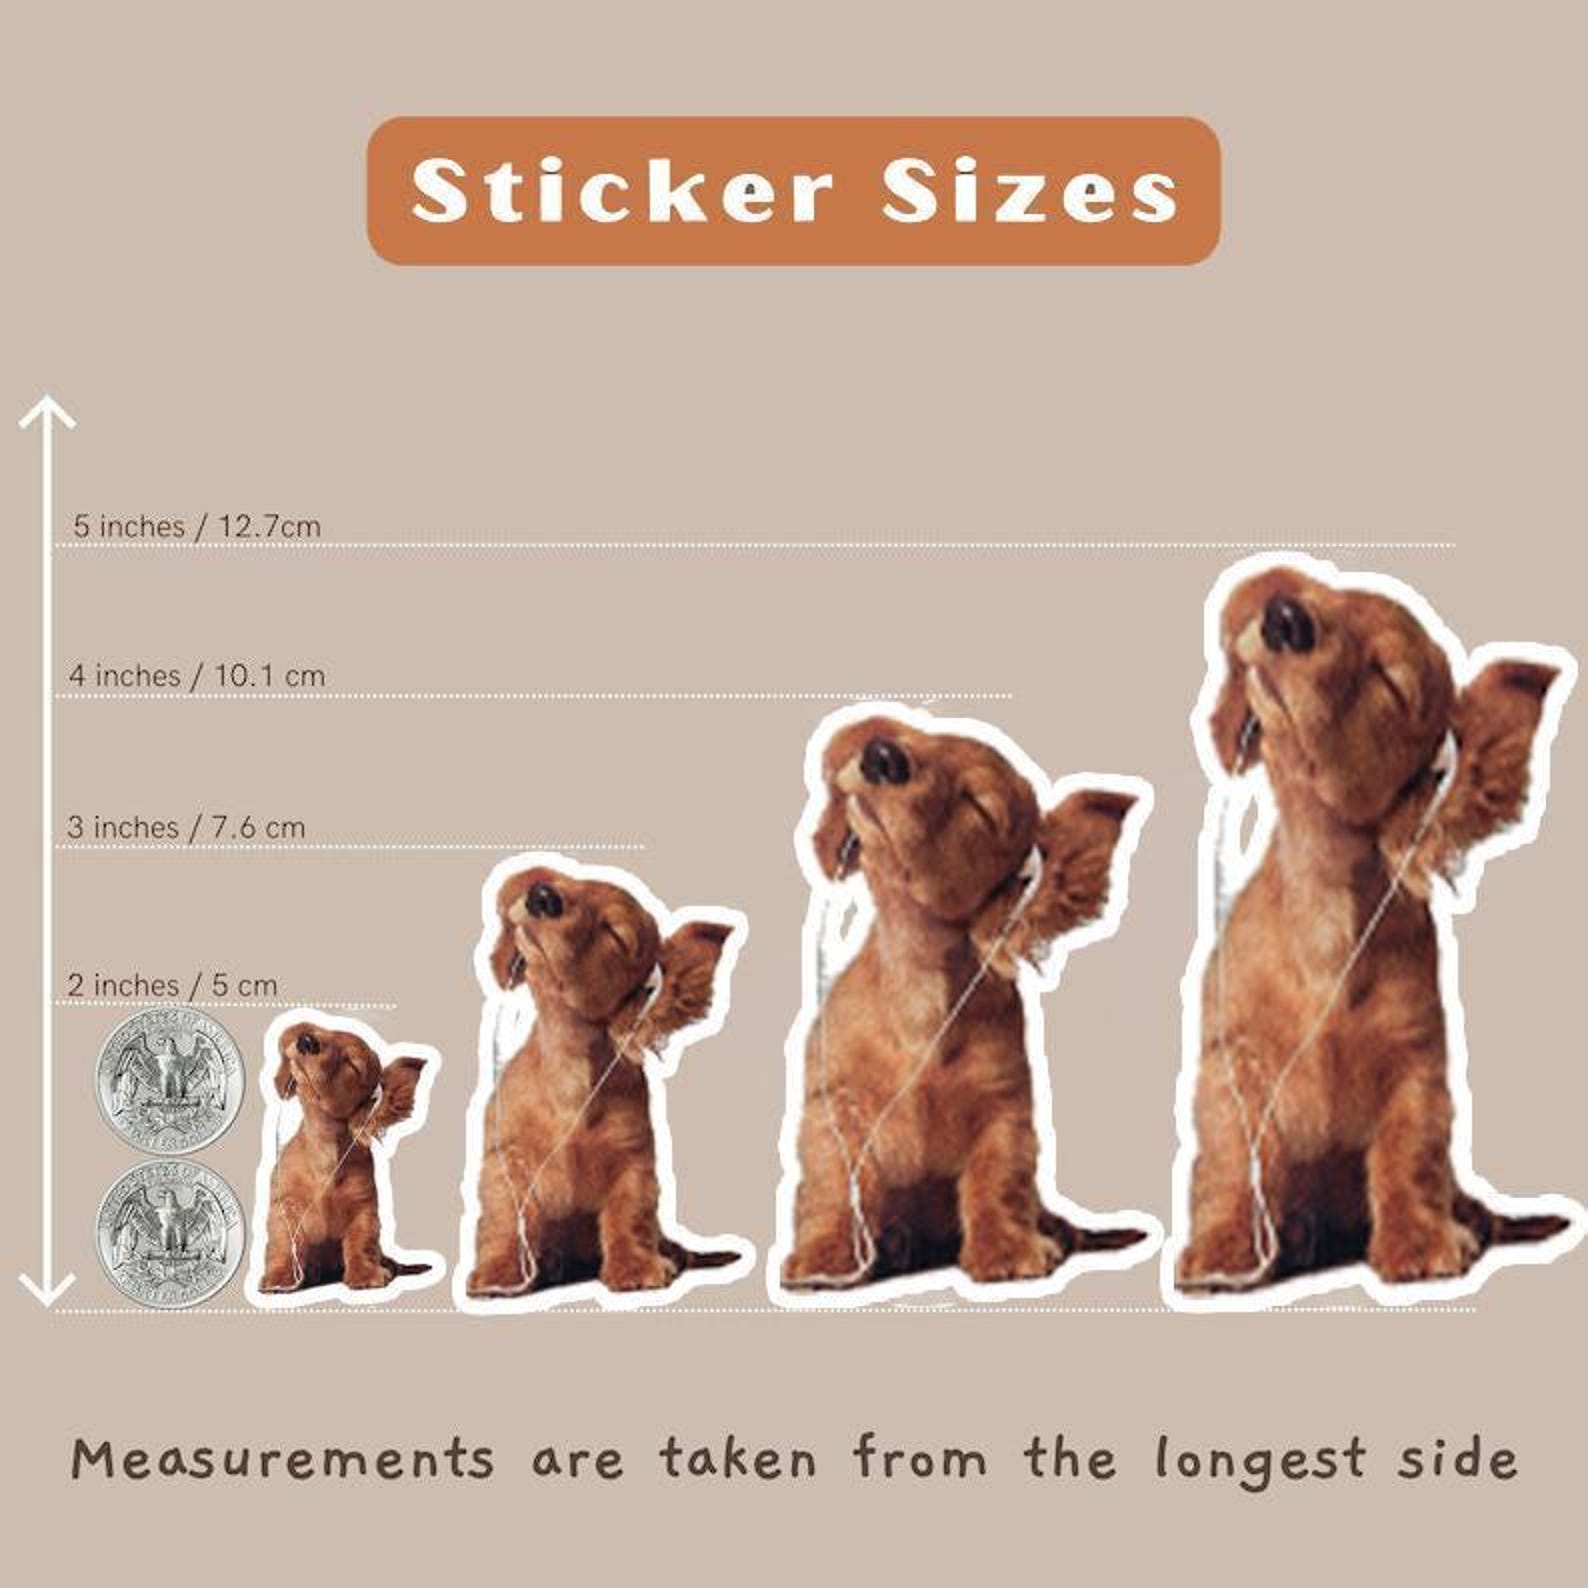 Sticker Sizes
5 inches / 12.7cm
4 inches / 10.1 cm
3 inches / 7.6 cm
2 inches / 5 cm
Measurements are taken from the longest side